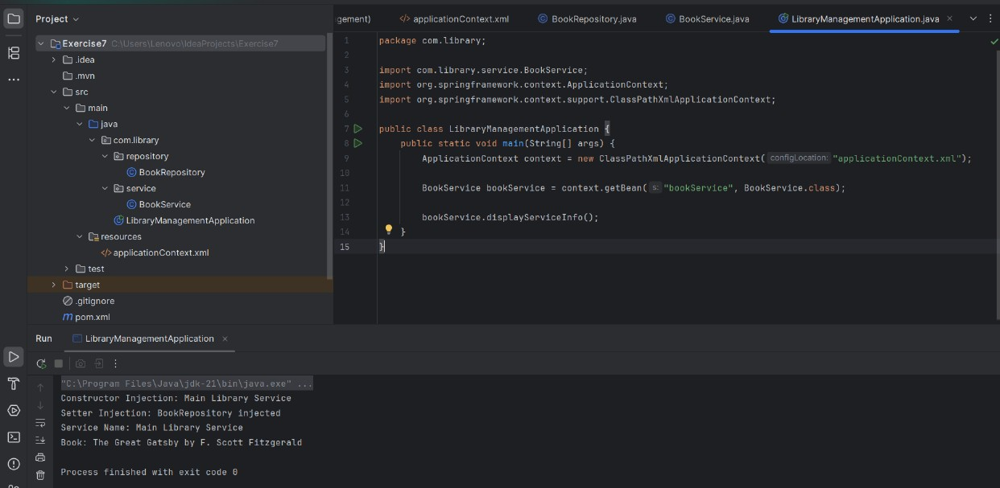 Project
Exercise7 C:\Users\Lenovo\IdeaProjects\Exercise7
.idea
.mvn
src
main
java
com.library
repository
BookRepository
service
BookService
LibraryManagementApplication
resources
applicationContext.xml
test
target
.gitignore
pom.xml
gement) applicationContext.xml BookRepository.java BookService.java LibraryManagementApplication.java
1 package com.library;
2
3 import com.library.service.BookService;
4 import org.springframework.context.ApplicationContext;
5 import org.springframework.context.support.ClassPathXmlApplicationContext;
6
7 public class LibraryManagementApplication {
8 public static void main(String[] args) {
9 ApplicationContext context = new ClassPathXmlApplicationContext( configLocation: "applicationContext.xml");
10
11 BookService bookService = context.getBean( s: "bookService", BookService.class);
12
13 bookService.displayServiceInfo();
14 }
15 }
Run LibraryManagementApplication
"C:\Program Files\Java\jdk-21\bin\java.exe" ...
Constructor Injection: Main Library Service
Setter Injection: BookRepository injected
Service Name: Main Library Service
Book: The Great Gatsby by F. Scott Fitzgerald
Process finished with exit code 0